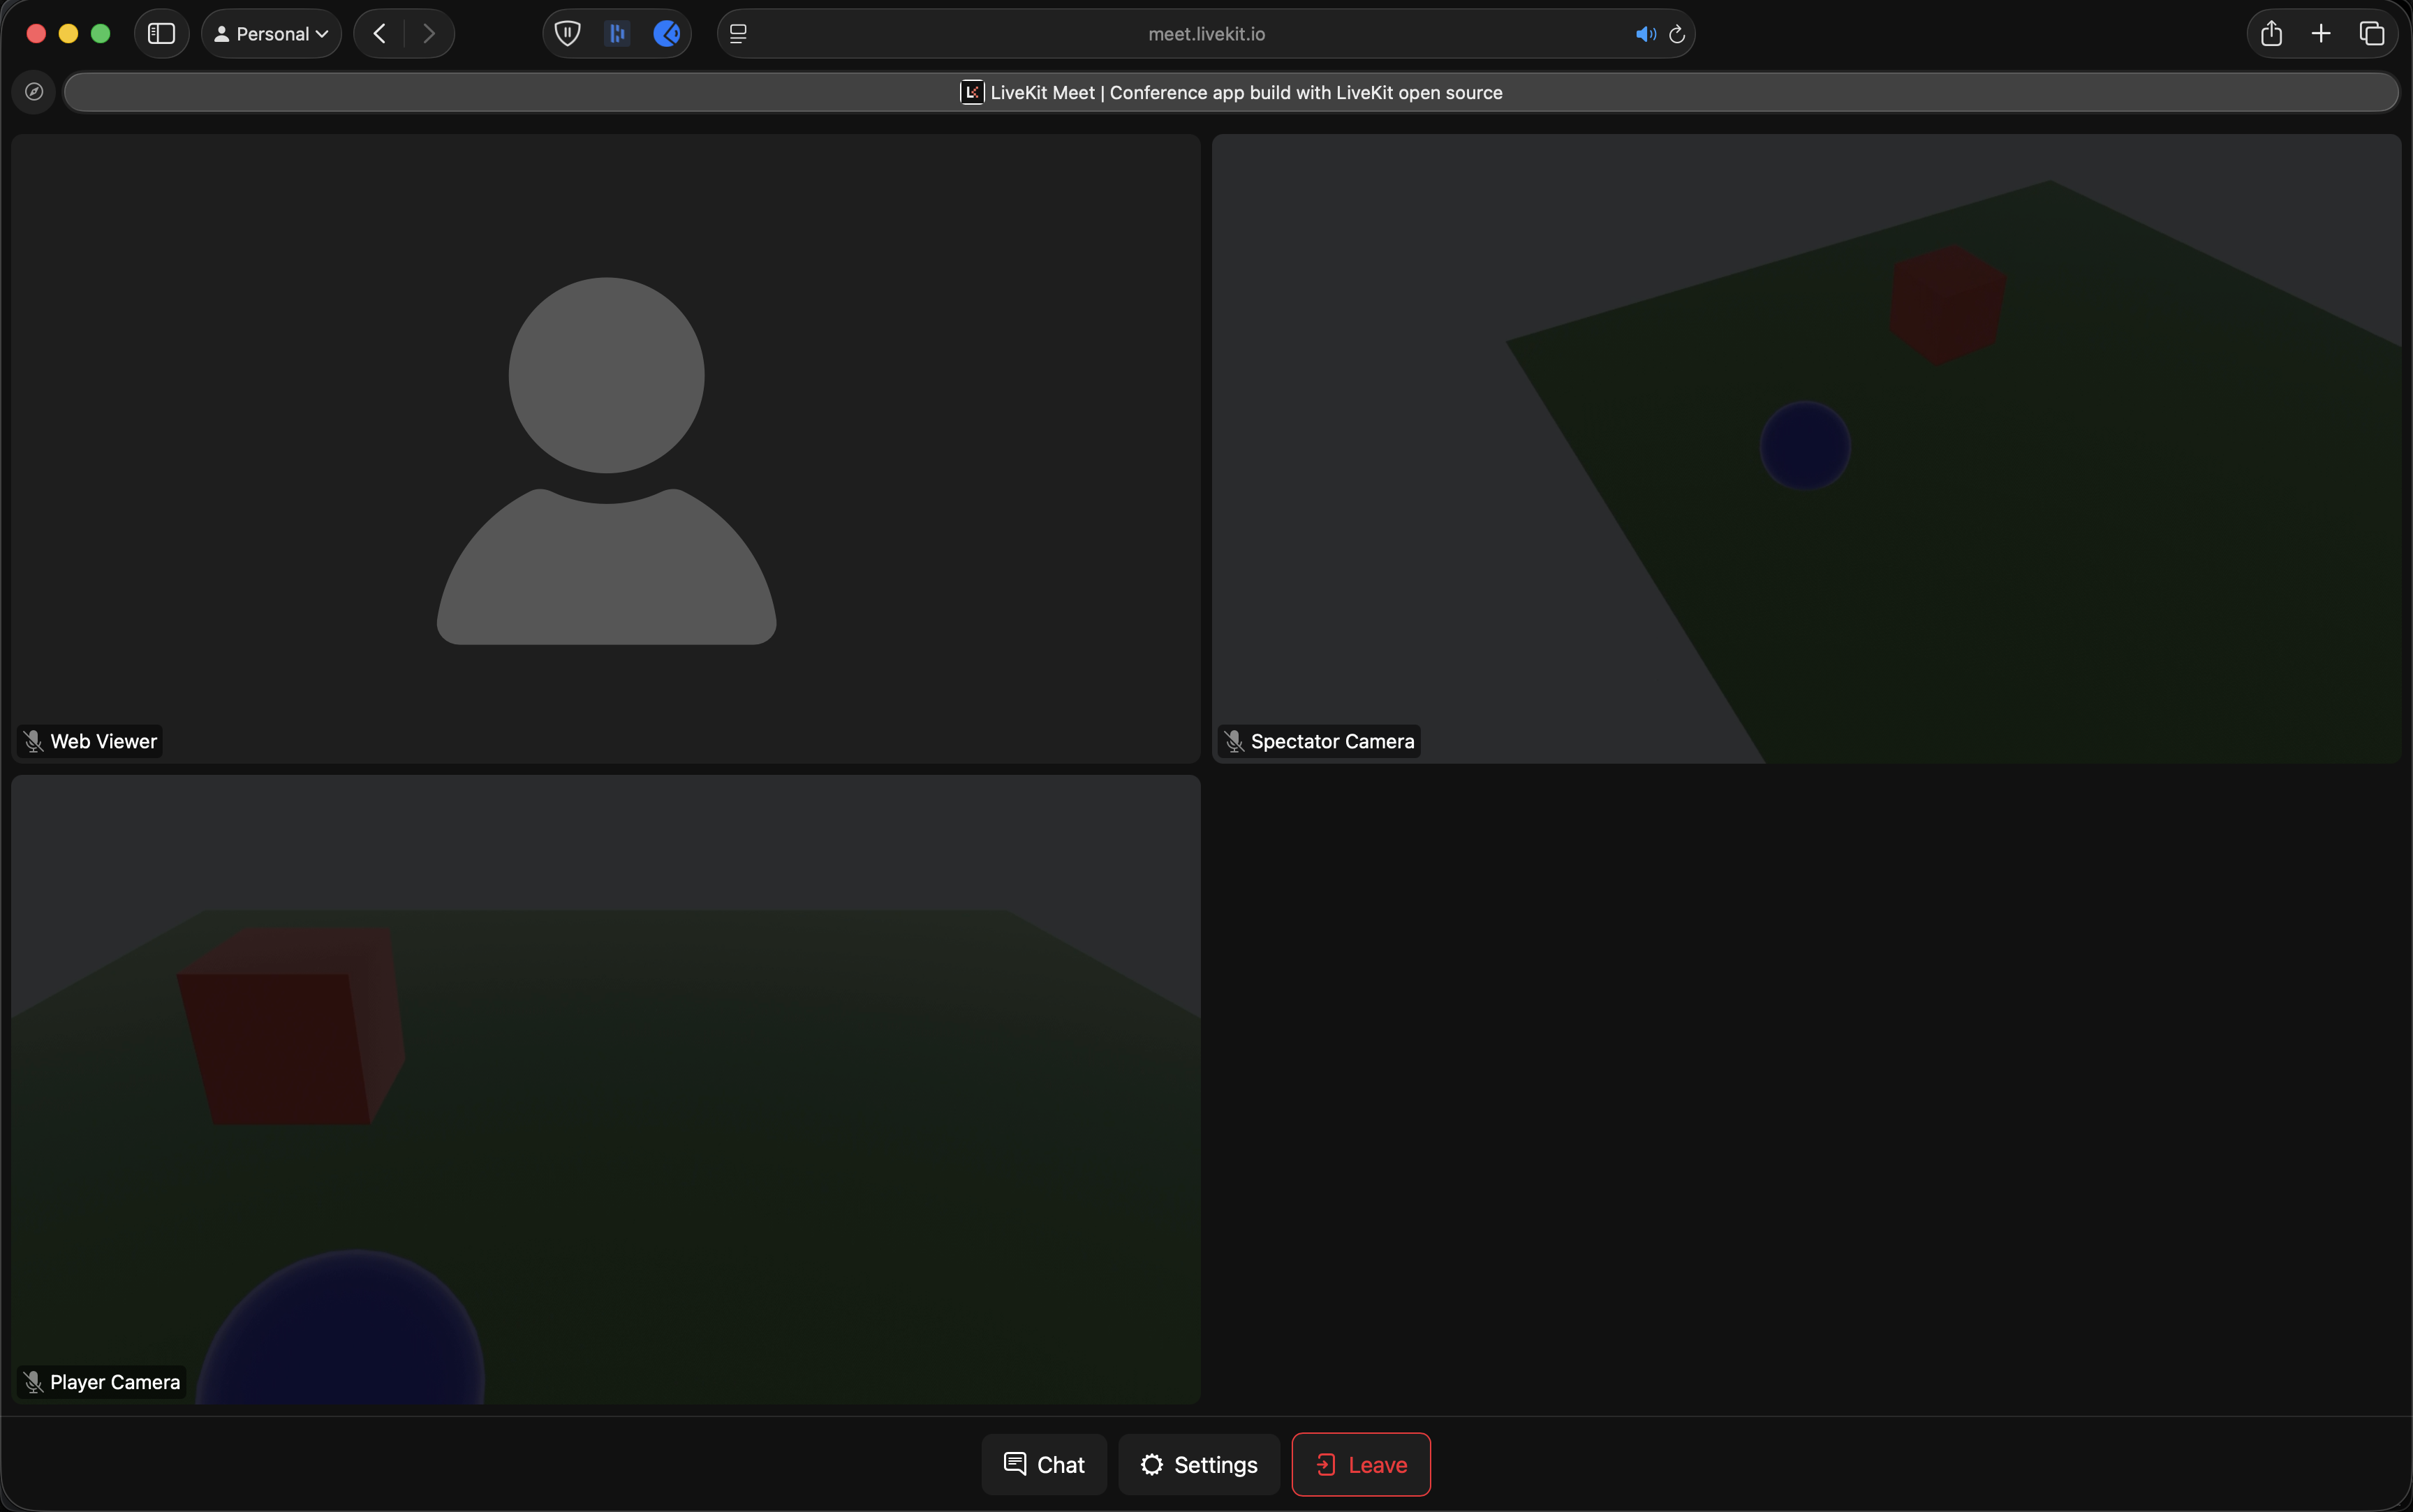 Personal
meet.livekit.io
LiveKit Meet | Conference app build with LiveKit open source
Web Viewer
Spectator Camera
Player Camera
Chat
Settings
Leave